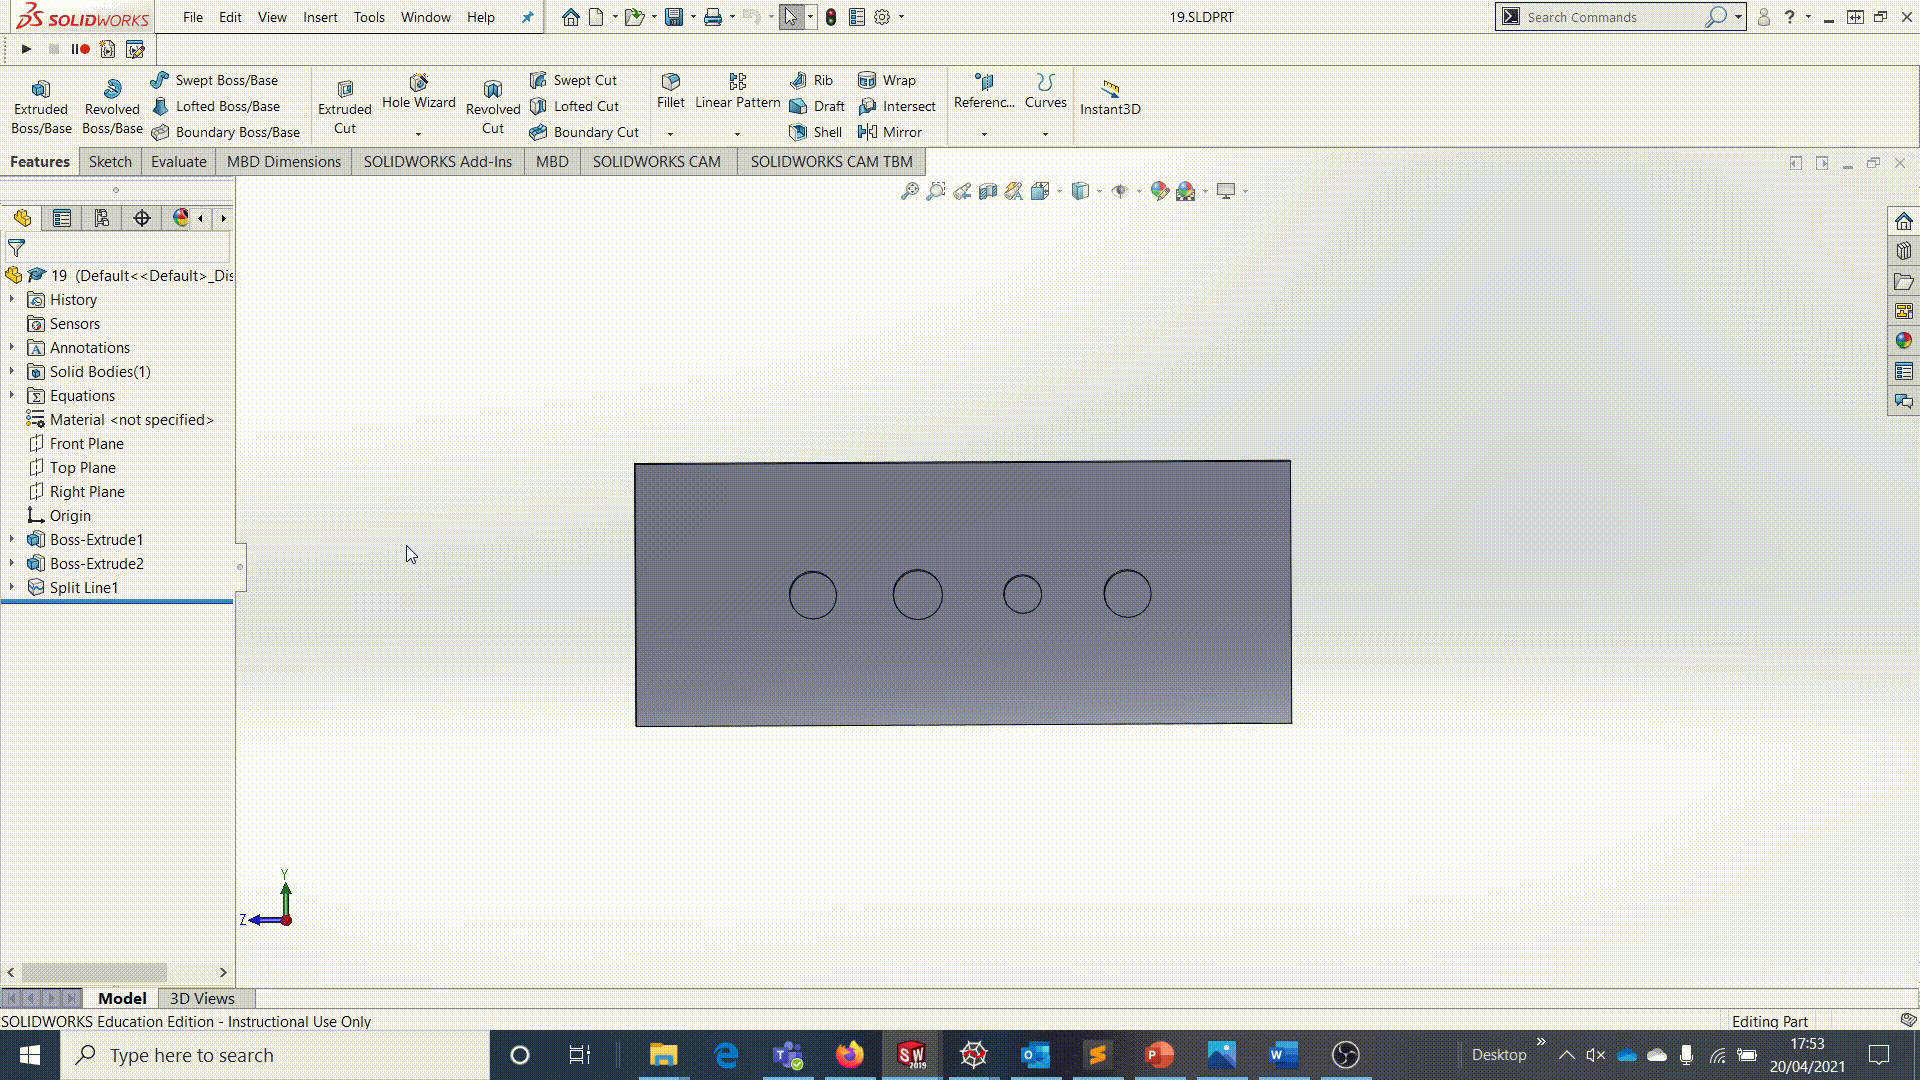 SOLIDWORKS File Edit View Insert Tools Window Help 19.SLDPRT Search Commands ?
Extruded Boss/Base
Revolved Boss/Base
Swept Boss/Base
Lofted Boss/Base
Boundary Boss/Base
Extruded Cut
Hole Wizard
Revolved Cut
Swept Cut
Lofted Cut
Boundary Cut
Fillet
Linear Pattern
Rib
Draft
Shell
Wrap
Intersect
Mirror
Referenc...
Curves
Instant3D
Features Sketch Evaluate MBD Dimensions SOLIDWORKS Add-Ins MBD SOLIDWORKS CAM SOLIDWORKS CAM TBM
19 (Default<<Default>_Dis
History
Sensors
Annotations
Solid Bodies(1)
Equations
Material <not specified>
Front Plane
Top Plane
Right Plane
Origin
Boss-Extrude1
Boss-Extrude2
Split Line1
Y
Z
Model 3D Views
SOLIDWORKS Education Edition - Instructional Use Only Editing Part
Type here to search
SW 2019
Desktop
17:53
20/04/2021